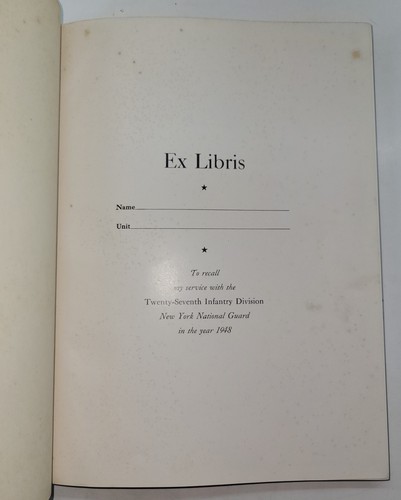 Ex Libris
Name
Unit
To recall
my service with the
Twenty-Seventh Infantry Division
New York National Guard
in the year 1948